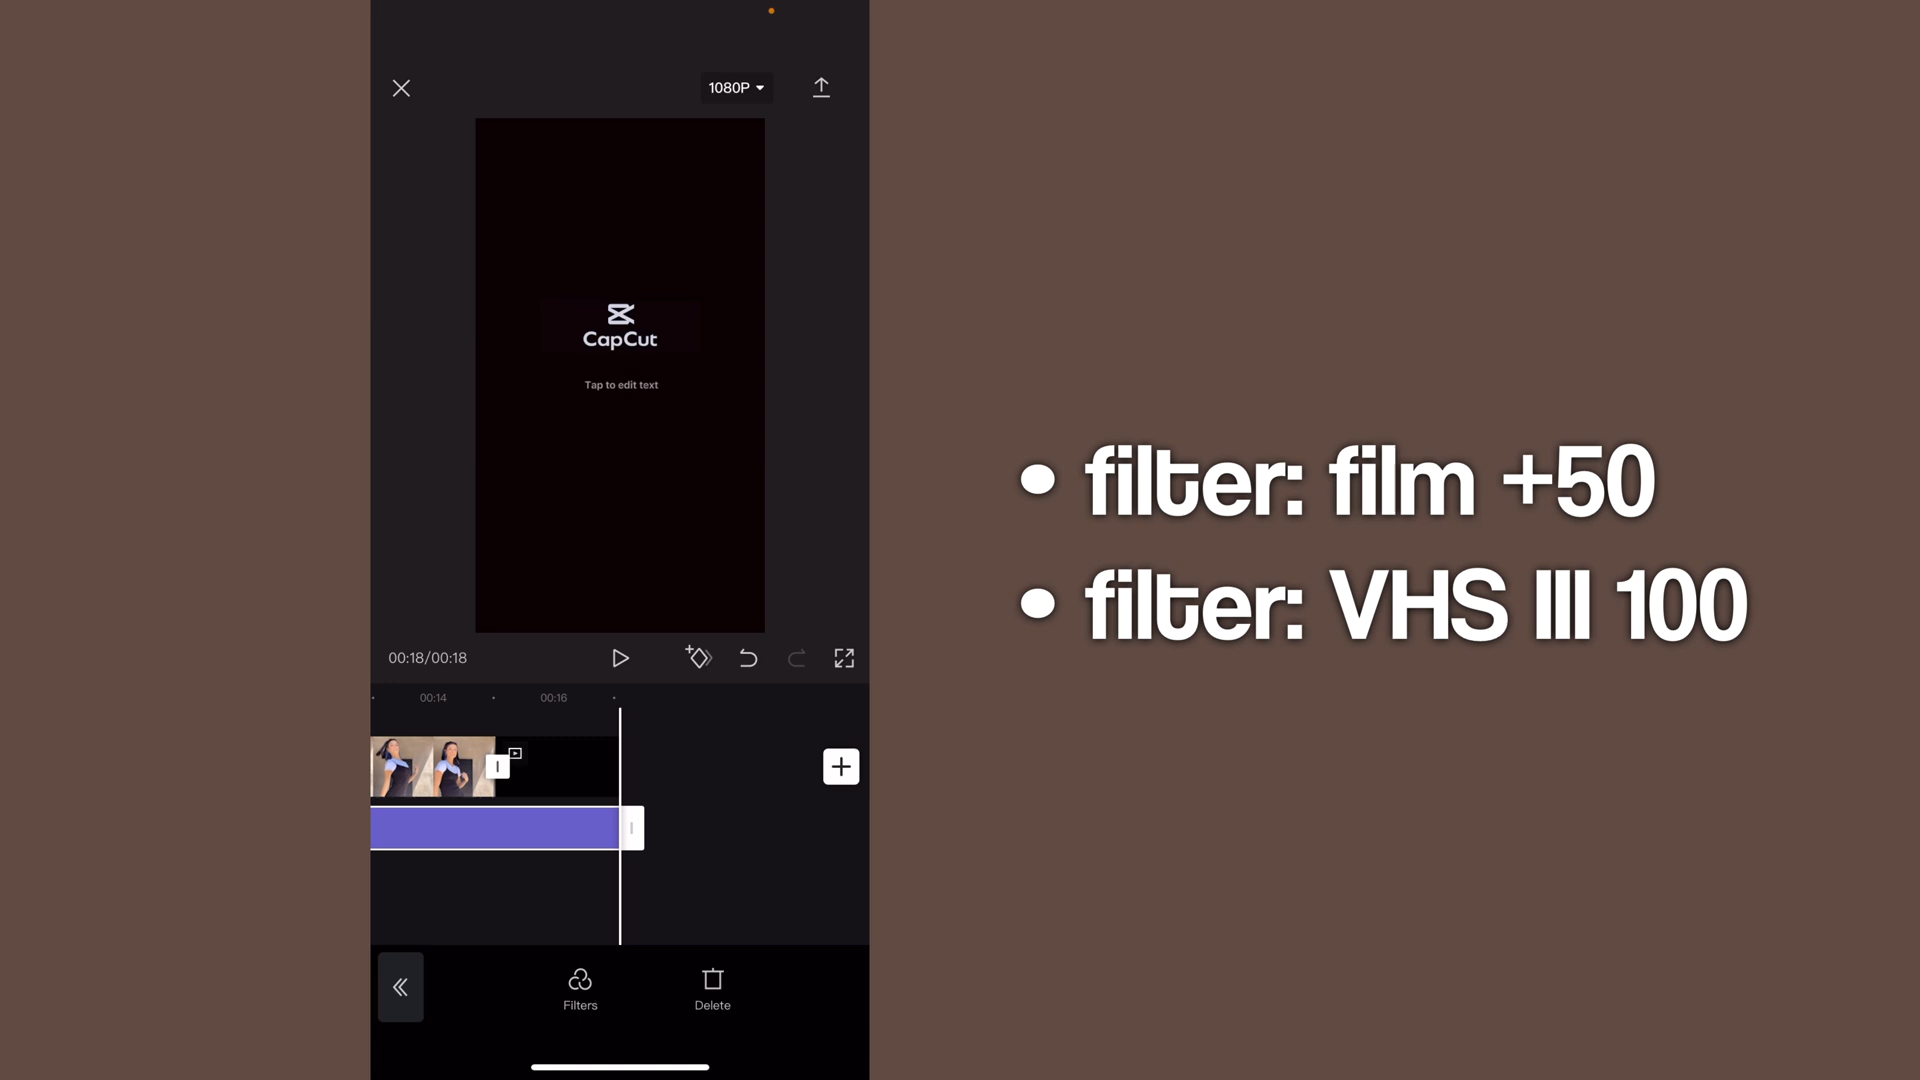 1080P
CapCut
Tap to edit text
00:18/00:18
00:14
00:16
Filters
Delete
• filter: film +50
• filter: VHS III 100